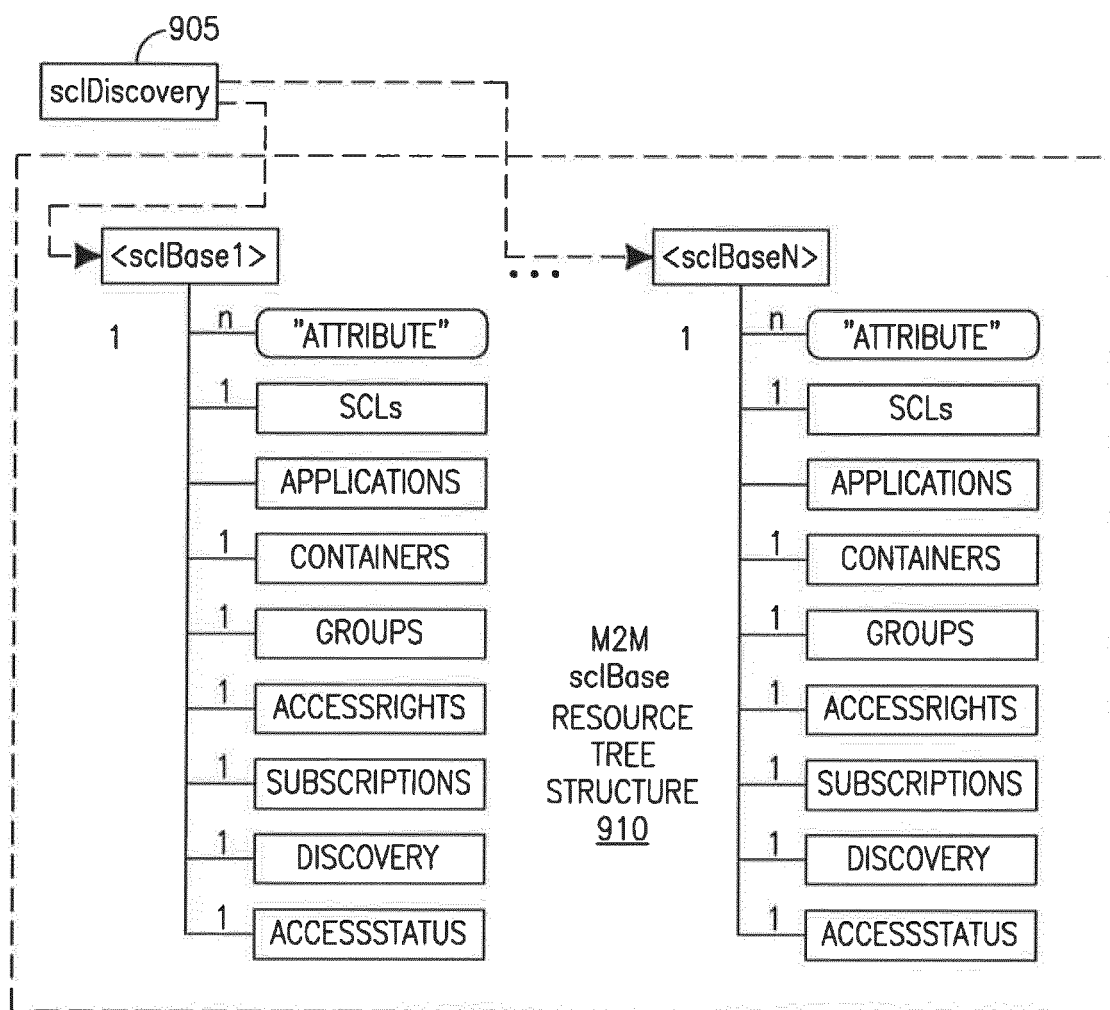 905
sclDiscovery
<sclBase1>
...
<sclBaseN>
1
n
"ATTRIBUTE"
1
SCLs
APPLICATIONS
1
CONTAINERS
1
GROUPS
1
ACCESSRIGHTS
1
SUBSCRIPTIONS
1
DISCOVERY
1
ACCESSSTATUS
M2M
sclBase
RESOURCE
TREE
STRUCTURE
910
1
n
"ATTRIBUTE"
1
SCLs
APPLICATIONS
1
CONTAINERS
1
GROUPS
1
ACCESSRIGHTS
1
SUBSCRIPTIONS
1
DISCOVERY
1
ACCESSSTATUS